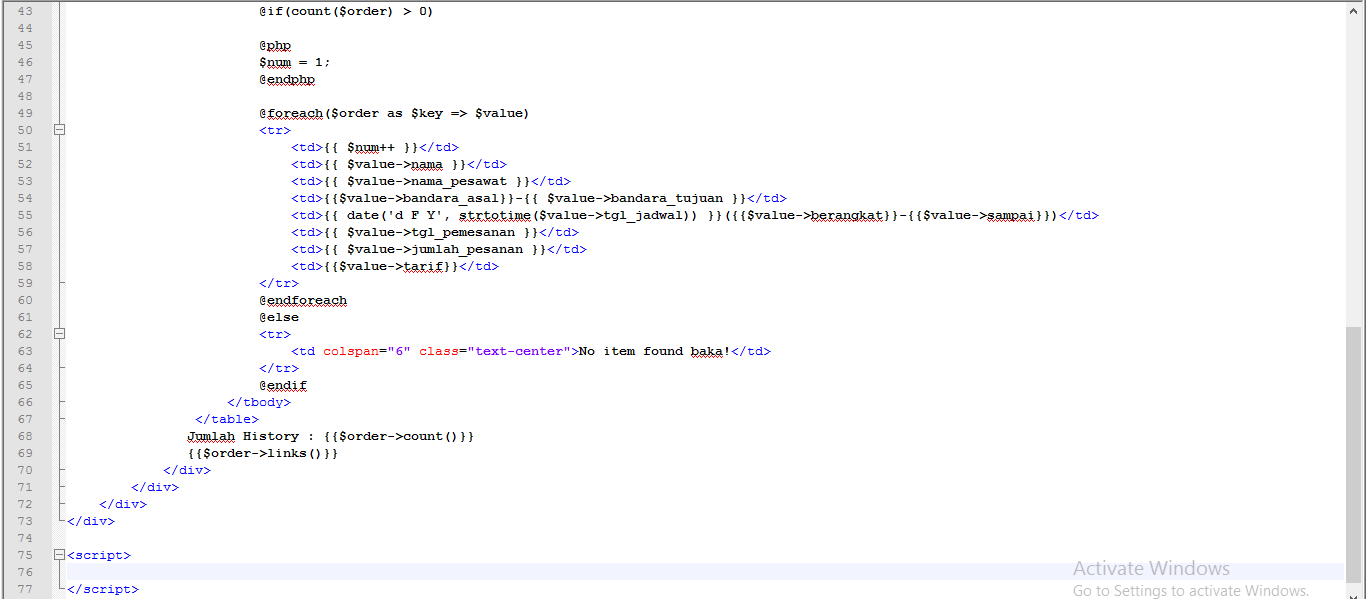 43 @if(count($order) > 0)
44
45 @php
46 $num = 1;
47 @endphp
48
49 @foreach($order as $key => $value)
50 <tr>
51 <td>{{ $num++ }}</td>
52 <td>{{ $value->nama }}</td>
53 <td>{{ $value->nama_pesawat }}</td>
54 <td>{{$value->bandara_asal}}-{{ $value->bandara_tujuan }}</td>
55 <td>{{ date('d F Y', strtotime($value->tgl_jadwal)) }}({{$value->berangkat}}-{{$value->sampai}})</td>
56 <td>{{ $value->tgl_pemesanan }}</td>
57 <td>{{ $value->jumlah_pesanan }}</td>
58 <td>{{$value->tarif}}</td>
59 </tr>
60 @endforeach
61 @else
62 <tr>
63 <td colspan="6" class="text-center">No item found baka!</td>
64 </tr>
65 @endif
66 </tbody>
67 </table>
68 Jumlah History : {{$order->count()}}
69 {{$order->links()}}
70 </div>
71 </div>
72 </div>
73 </div>
74
75 <script>
76
77 </script>
Activate Windows
Go to Settings to activate Windows.